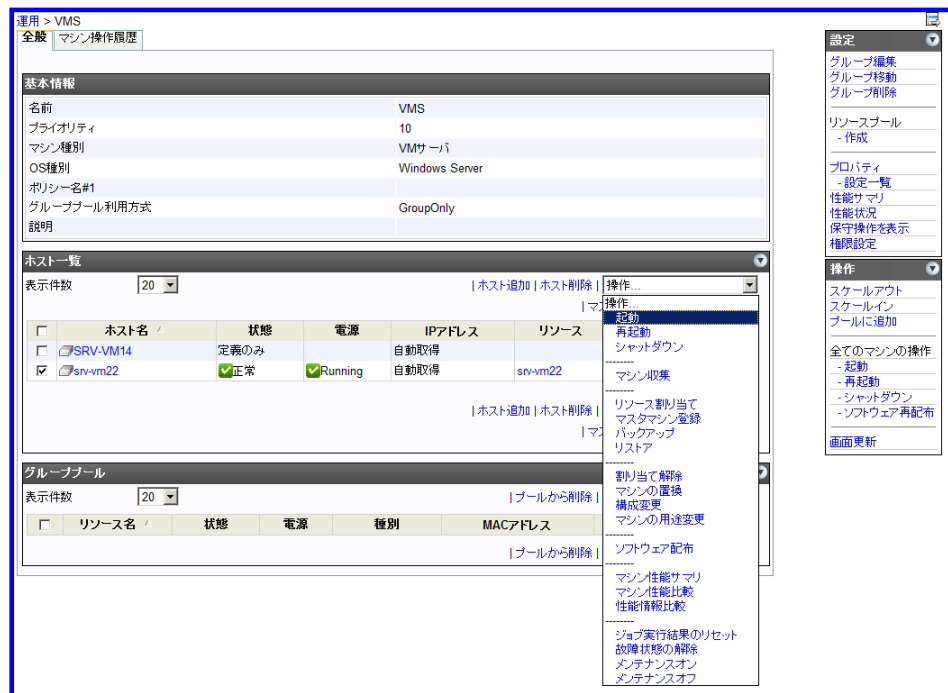 運用 > VMS
全般 マシン操作履歴
基本情報
名前 VMS
プライオリティ 10
マシン種別 VMサーバ
OS種別 Windows Server
ポリシー名#1
グループプール利用方式 GroupOnly
説明
ホスト一覧
表示件数 20 | ホスト追加 | ホスト削除 | 操作...
| マ
ホスト名 状態 電源 IPアドレス リソース
SRV-VM14 定義のみ 自動取得
srv-vm22 正常 Running 自動取得 srv-vm22
| ホスト追加 | ホスト削除 |
| マ
グループプール
表示件数 20 | プールから削除 |
リソース名 状態 電源 種別 MACアドレス
| プールから削除 |
操作...
起動
再起動
シャットダウン
--------
マシン収集
--------
リソース割り当て
マスタマシン登録
バックアップ
リストア
--------
割り当て解除
マシンの置換
構成変更
マシンの用途変更
--------
ソフトウェア配布
--------
マシン性能サマリ
マシン性能比較
性能情報比較
--------
ジョブ実行結果のリセット
故障状態の解除
メンテナンスオン
メンテナンスオフ
設定
グループ編集
グループ移動
グループ削除
リソースプール
- 作成
プロパティ
- 設定一覧
性能サマリ
性能状況
保守操作を表示
権限設定
操作
スケールアウト
スケールイン
プールに追加
全てのマシンの操作
- 起動
- 再起動
- シャットダウン
- ソフトウェア再配布
画面更新